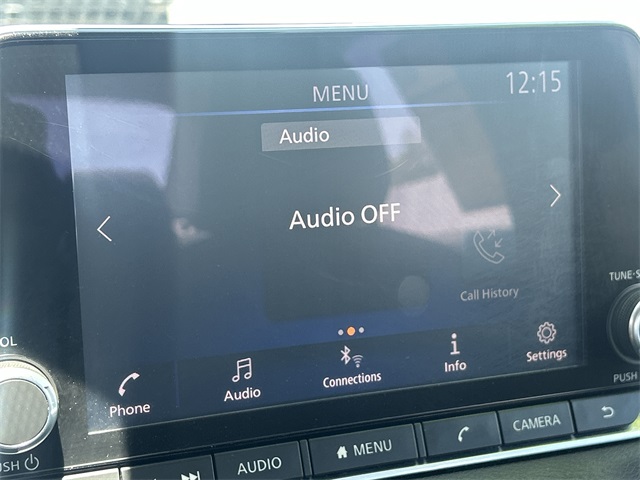 MENU
12:15
Audio
Audio OFF
Call History
Phone
Audio
Connections
Info
Settings
OL
PUSH
AUDIO
MENU
CAMERA
TUNE·S
PUSH